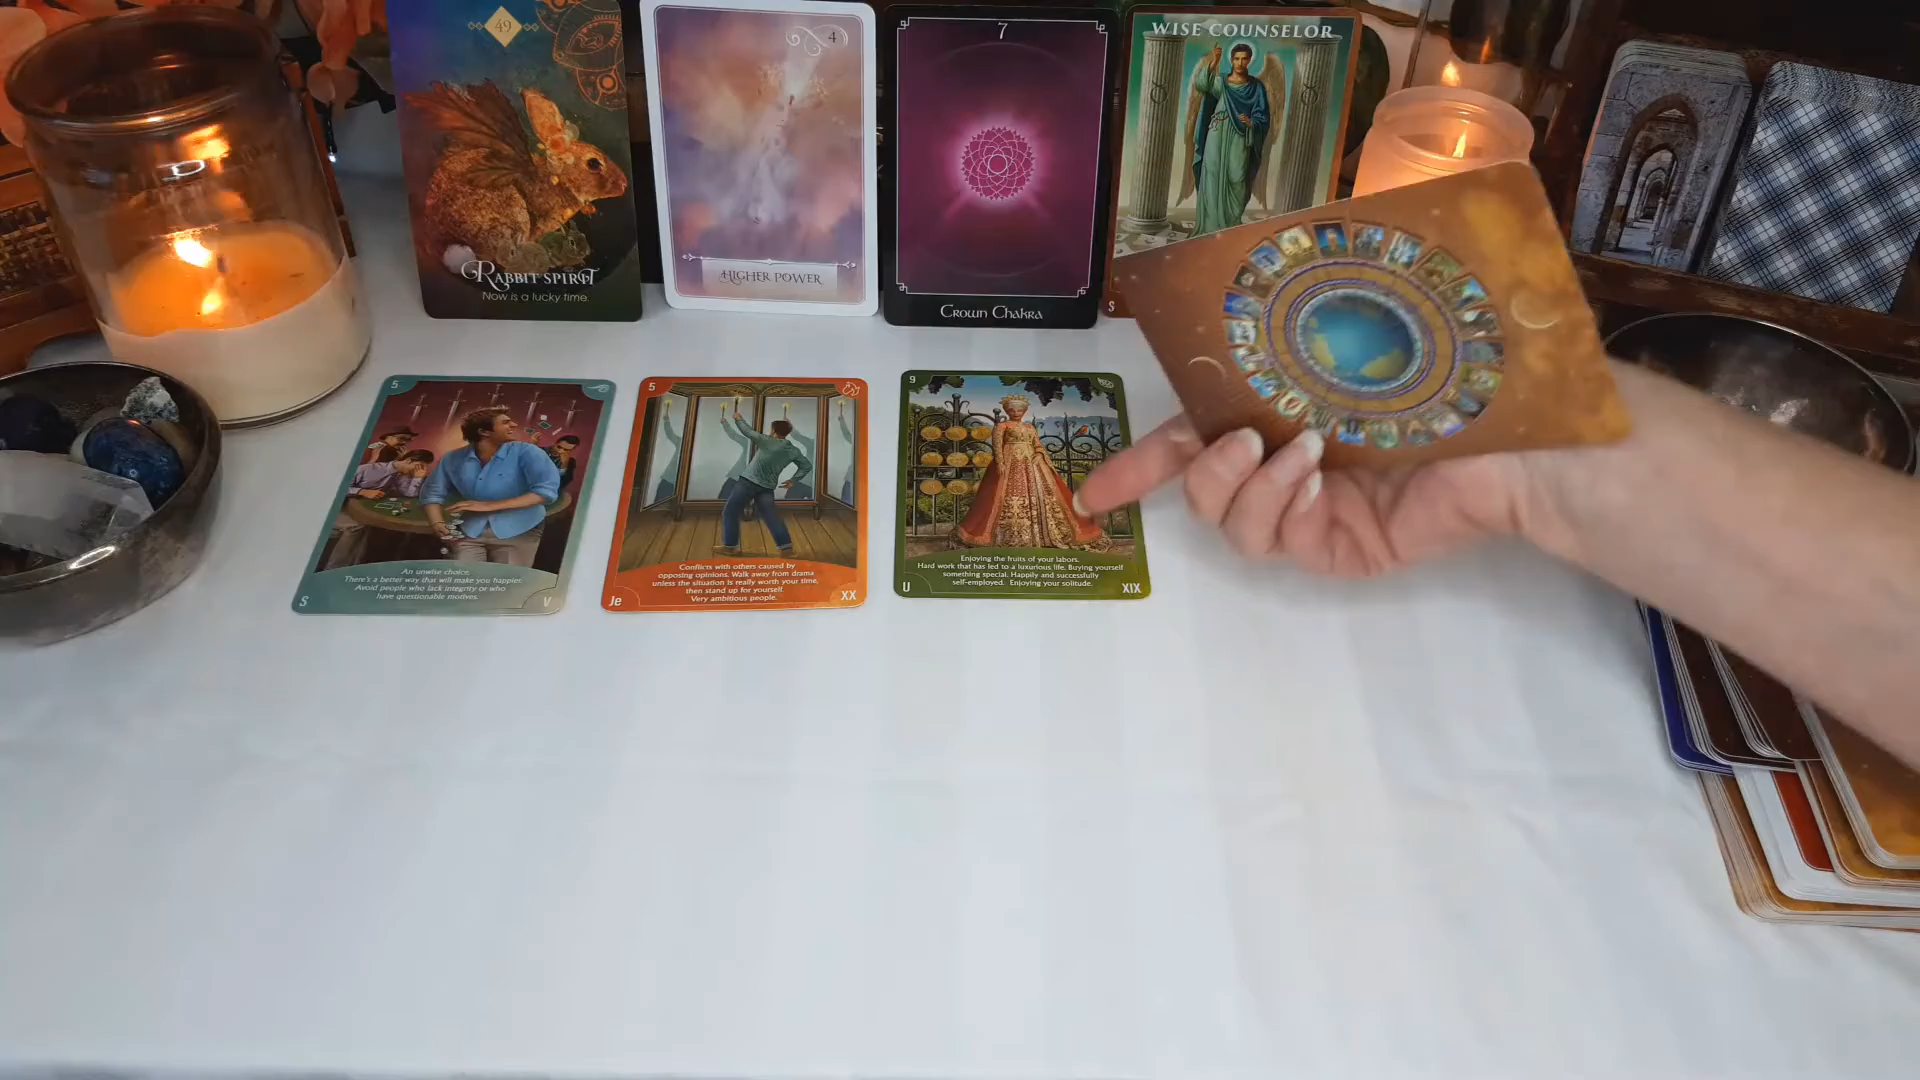 49
RABBIT SPIRIT
Now is a lucky time.
4
HIGHER POWER
7
Crown Chakra
WISE COUNSELOR
S
5
An unwise choice.
There's a better way that will make you happier.
Avoid people who lack integrity or who
have questionable motives.
S
V
5
Conflicts with others caused by
opposing opinions. Walk away from drama
unless the situation is really worth your time,
then stand up for yourself.
Very ambitious people.
Je
XX
9
Enjoying the fruits of your labors.
Hard work that has led to a luxurious life. Buying yourself
something special. Happily and successfully
self-employed. Enjoying your solitude.
U
XIX